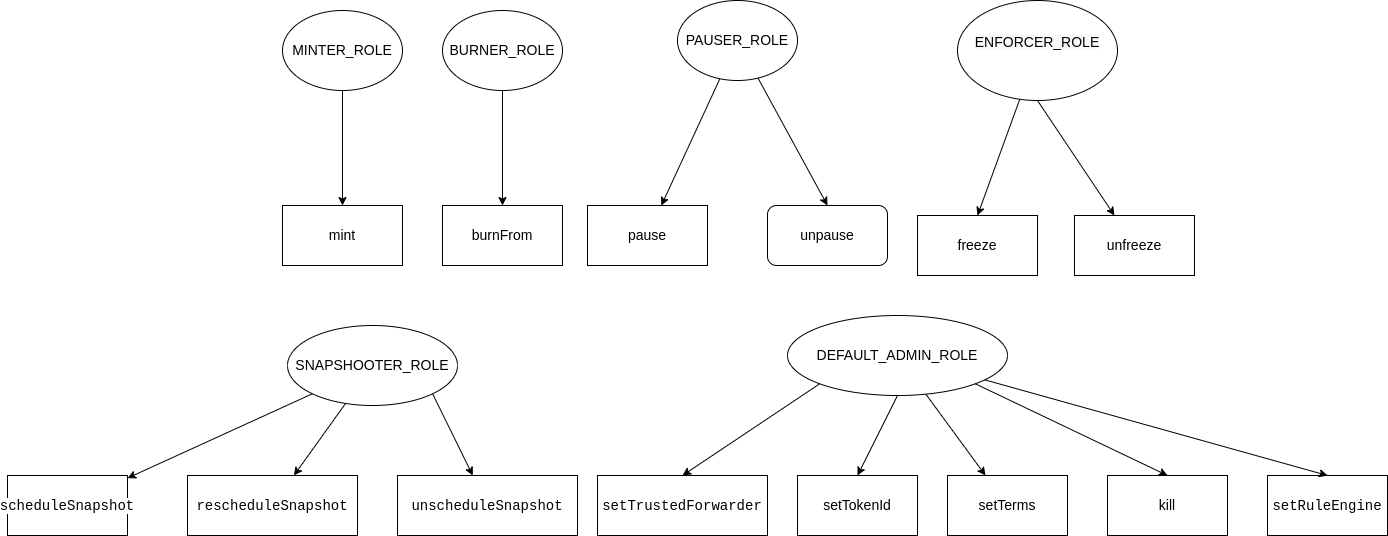 MINTER_ROLE
BURNER_ROLE
PAUSER_ROLE
ENFORCER_ROLE
mint
burnFrom
pause
unpause
freeze
unfreeze
SNAPSHOOTER_ROLE
DEFAULT_ADMIN_ROLE
scheduleSnapshot
rescheduleSnapshot
unscheduleSnapshot
setTrustedForwarder
setTokenId
setTerms
kill
setRuleEngine